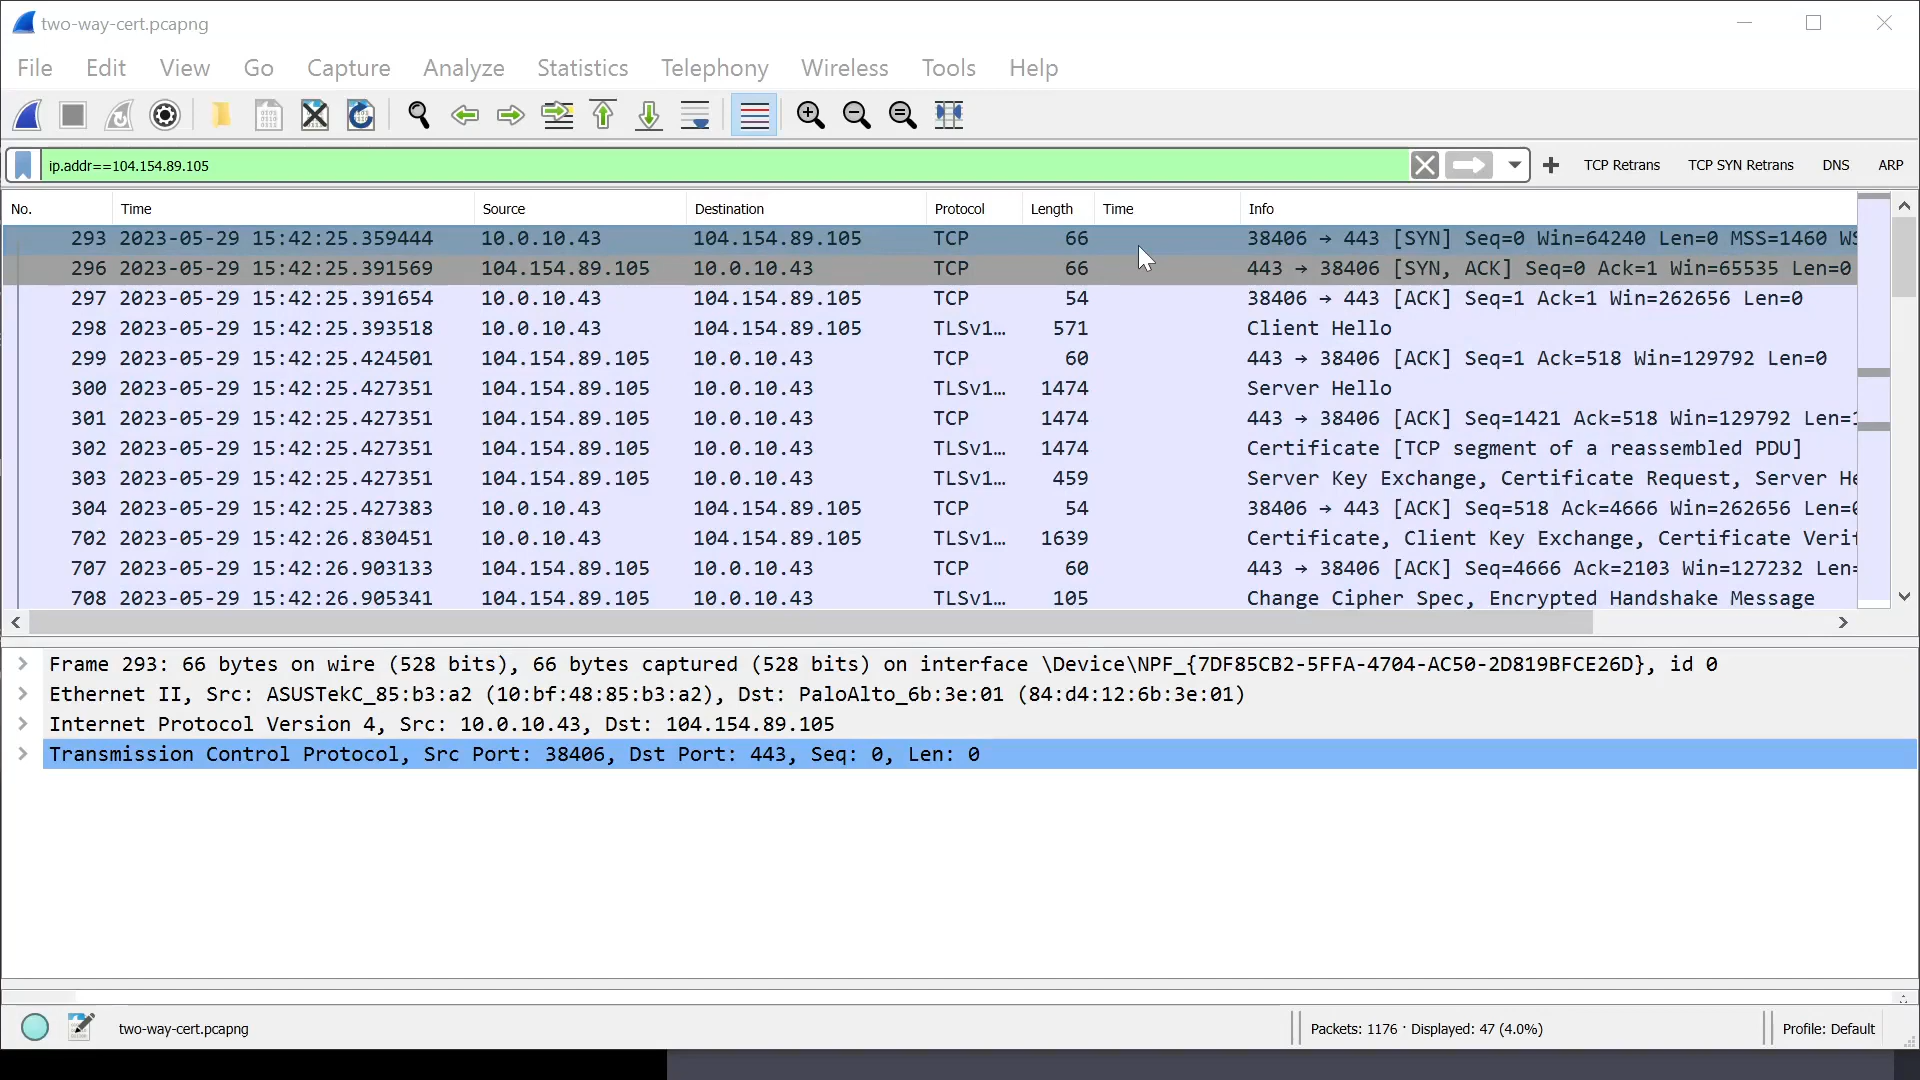 two-way-cert.pcapng
File Edit View Go Capture Analyze Statistics Telephony Wireless Tools Help
ip.addr==104.154.89.105 TCP Retrans TCP SYN Retrans DNS ARP
No. Time Source Destination Protocol Length Time Info
293 2023-05-29 15:42:25.359444 10.0.10.43 104.154.89.105 TCP 66 38406 → 443 [SYN] Seq=0 Win=64240 Len=0 MSS=1460 WS
296 2023-05-29 15:42:25.391569 104.154.89.105 10.0.10.43 TCP 66 443 → 38406 [SYN, ACK] Seq=0 Ack=1 Win=65535 Len=0
297 2023-05-29 15:42:25.391654 10.0.10.43 104.154.89.105 TCP 54 38406 → 443 [ACK] Seq=1 Ack=1 Win=262656 Len=0
298 2023-05-29 15:42:25.393518 10.0.10.43 104.154.89.105 TLSv1… 571 Client Hello
299 2023-05-29 15:42:25.424501 104.154.89.105 10.0.10.43 TCP 60 443 → 38406 [ACK] Seq=1 Ack=518 Win=129792 Len=0
300 2023-05-29 15:42:25.427351 104.154.89.105 10.0.10.43 TLSv1… 1474 Server Hello
301 2023-05-29 15:42:25.427351 104.154.89.105 10.0.10.43 TCP 1474 443 → 38406 [ACK] Seq=1421 Ack=518 Win=129792 Len=
302 2023-05-29 15:42:25.427351 104.154.89.105 10.0.10.43 TLSv1… 1474 Certificate [TCP segment of a reassembled PDU]
303 2023-05-29 15:42:25.427351 104.154.89.105 10.0.10.43 TLSv1… 459 Server Key Exchange, Certificate Request, Server He
304 2023-05-29 15:42:25.427383 10.0.10.43 104.154.89.105 TCP 54 38406 → 443 [ACK] Seq=518 Ack=4666 Win=262656 Len=
702 2023-05-29 15:42:26.830451 10.0.10.43 104.154.89.105 TLSv1… 1639 Certificate, Client Key Exchange, Certificate Verif
707 2023-05-29 15:42:26.903133 104.154.89.105 10.0.10.43 TCP 60 443 → 38406 [ACK] Seq=4666 Ack=2103 Win=127232 Len=
708 2023-05-29 15:42:26.905341 104.154.89.105 10.0.10.43 TLSv1… 105 Change Cipher Spec, Encrypted Handshake Message
Frame 293: 66 bytes on wire (528 bits), 66 bytes captured (528 bits) on interface \Device\NPF_{7DF85CB2-5FFA-4704-AC50-2D819BFCE26D}, id 0
Ethernet II, Src: ASUSTekC_85:b3:a2 (10:bf:48:85:b3:a2), Dst: PaloAlto_6b:3e:01 (84:d4:12:6b:3e:01)
Internet Protocol Version 4, Src: 10.0.10.43, Dst: 104.154.89.105
Transmission Control Protocol, Src Port: 38406, Dst Port: 443, Seq: 0, Len: 0
two-way-cert.pcapng Packets: 1176 · Displayed: 47 (4.0%) Profile: Default